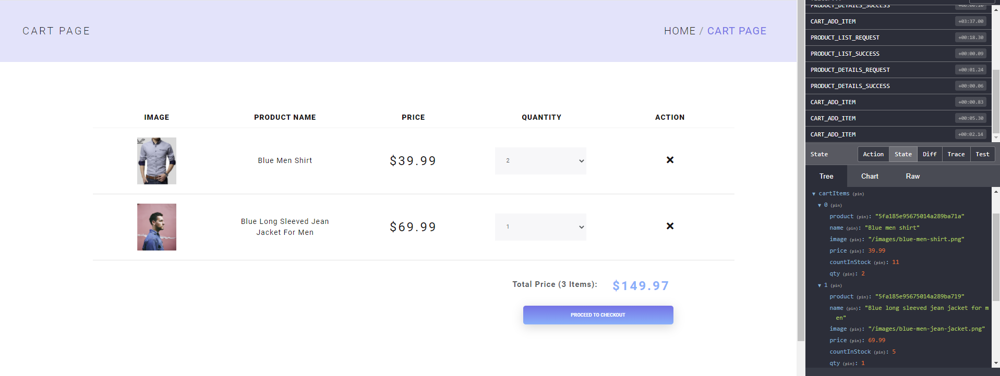 CART PAGE
HOME / CART PAGE
IMAGE PRODUCT NAME PRICE QUANTITY ACTION
Blue Men Shirt $39.99 2
Blue Long Sleeved Jean
Jacket For Men
$69.99 1
Total Price (3 Items): $149.97
PROCEED TO CHECKOUT
PRODUCT_DETAILS_SUCCESS +00:00.10
CART_ADD_ITEM +03:37.00
PRODUCT_LIST_REQUEST +00:18.30
PRODUCT_LIST_SUCCESS +00:00.09
PRODUCT_DETAILS_REQUEST +00:01.24
PRODUCT_DETAILS_SUCCESS +00:00.06
CART_ADD_ITEM +00:00.83
CART_ADD_ITEM +00:05.30
CART_ADD_ITEM +00:02.14
State Action State Diff Trace Test
Tree Chart Raw
cartItems (pin)
0 (pin)
product (pin): "5fa185e95675014a289ba71a"
name (pin): "Blue men shirt"
image (pin): "/images/blue-men-shirt.png"
price (pin): 39.99
countInStock (pin): 11
qty (pin): 2
1 (pin)
product (pin): "5fa185e95675014a289ba719"
name (pin): "Blue long sleeved jean jacket for m
en"
image (pin): "/images/blue-men-jean-jacket.png"
price (pin): 69.99
countInStock (pin): 5
qty (pin): 1